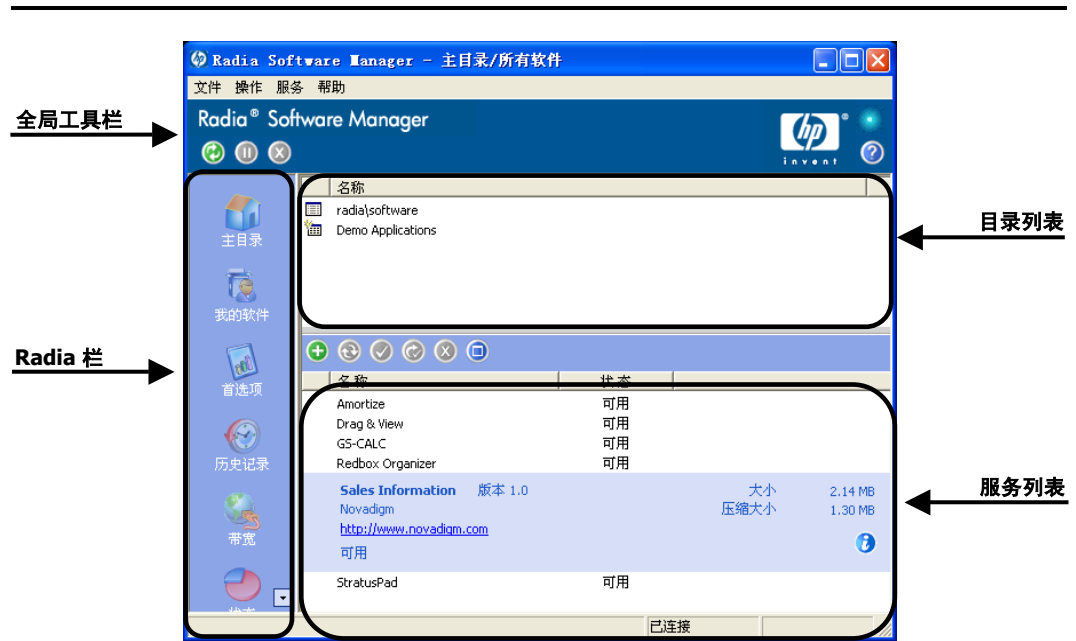 Radia Software Manager - 主目录/所有软件
文件 操作 服务 帮助
全局工具栏
Radia® Software Manager
hp ®
invent
名称
radia\software
Demo Applications
目录列表
主目录
我的软件
Radia 栏
首选项
历史记录
带宽
状态
名称 状态
Amortize 可用
Drag & View 可用
GS-CALC 可用
Redbox Organizer 可用
Sales Information 版本 1.0 大小 2.14 MB
Novadigm 压缩大小 1.30 MB
http://www.novadigm.com
可用
服务列表
StratusPad 可用
已连接